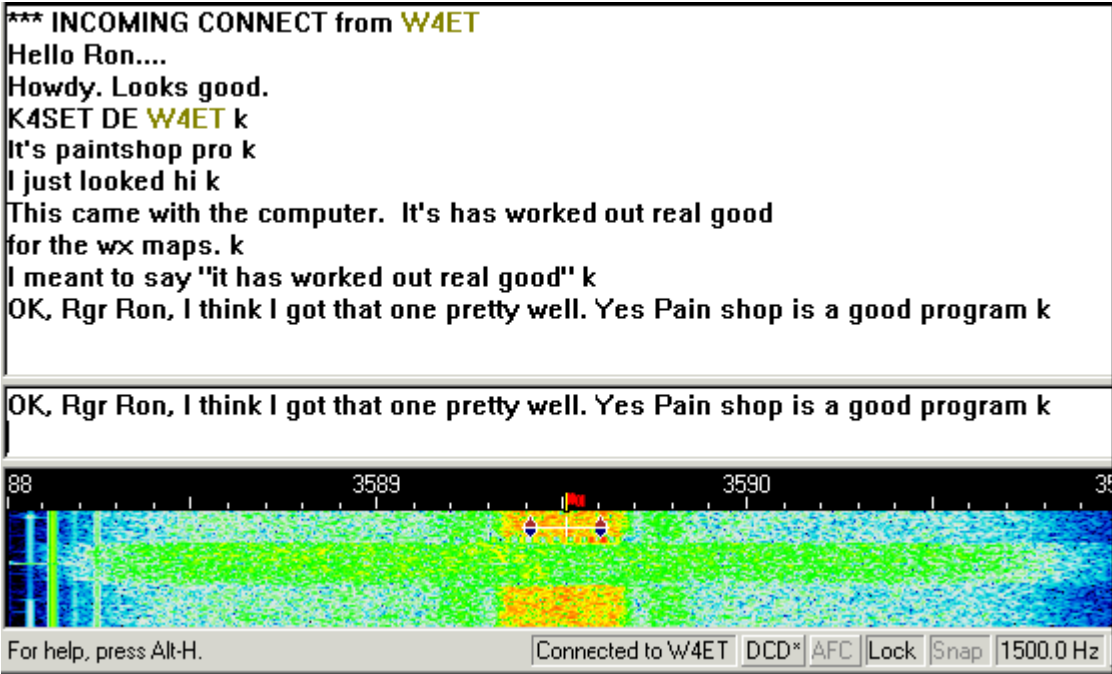 *** INCOMING CONNECT from W4ET
Hello Ron....
Howdy. Looks good.
K4SET DE W4ET k
It's paintshop pro k
I just looked hi k
This came with the computer.  It's has worked out real good
for the wx maps. k
I meant to say "it has worked out real good" k
OK, Rgr Ron, I think I got that one pretty well. Yes Pain shop is a good program k
OK, Rgr Ron, I think I got that one pretty well. Yes Pain shop is a good program k
88 3589 3590 35
For help, press Alt-H. Connected to W4ET DCD* AFC Lock Snap 1500.0 Hz